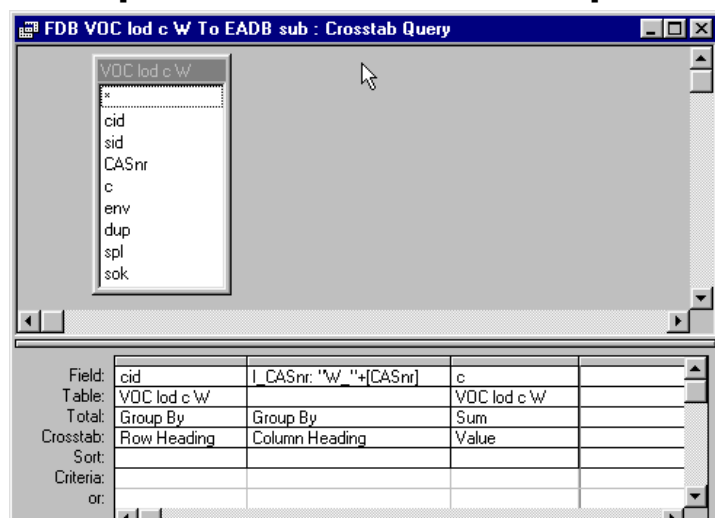 FDB VOC lod c W To EADB sub : Crosstab Query
VOC lod c W
*
cid
sid
CASnr
c
env
dup
spl
sok
Field: cid I_CASnr: "W_"+[CASnr] c
Table: VOC lod c W VOC lod c W
Total: Group By Group By Sum
Crosstab: Row Heading Column Heading Value
Sort:
Criteria:
or: